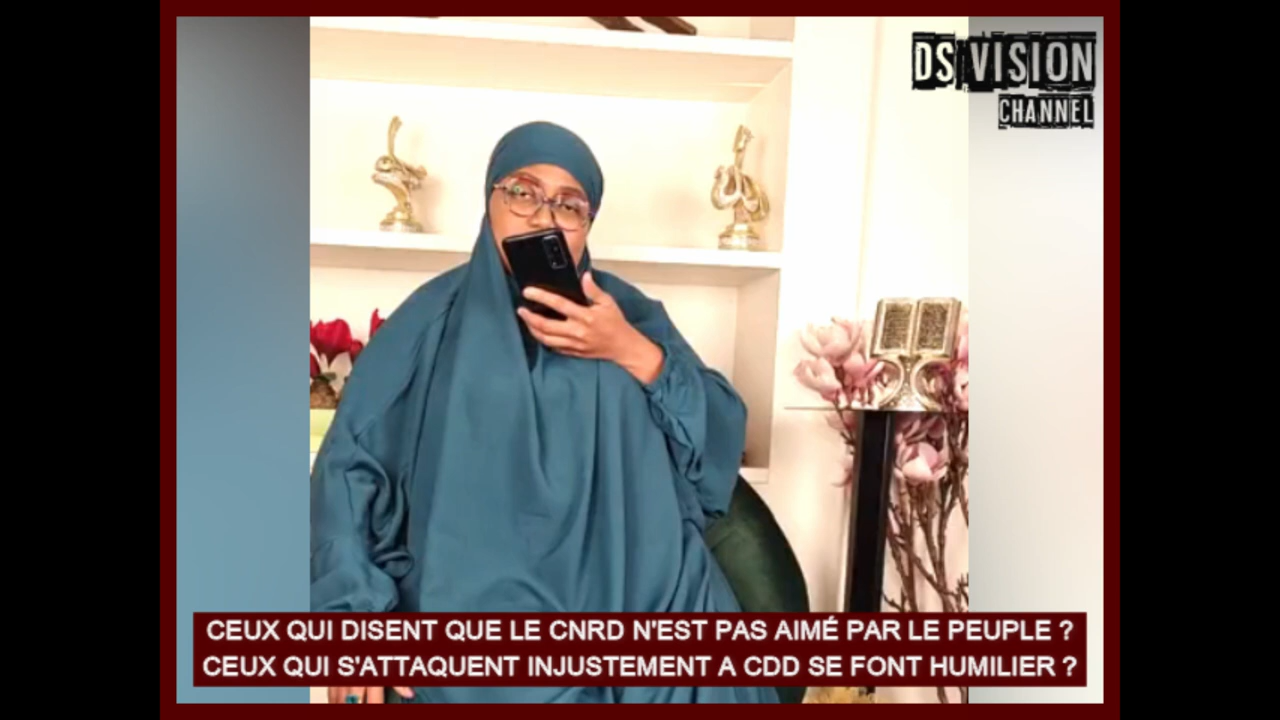 DS VISION
CHANNEL
CEUX QUI DISENT QUE LE CNRD N'EST PAS AIMÉ PAR LE PEUPLE ?
CEUX QUI S'ATTAQUENT INJUSTEMENT A CDD SE FONT HUMILIER ?